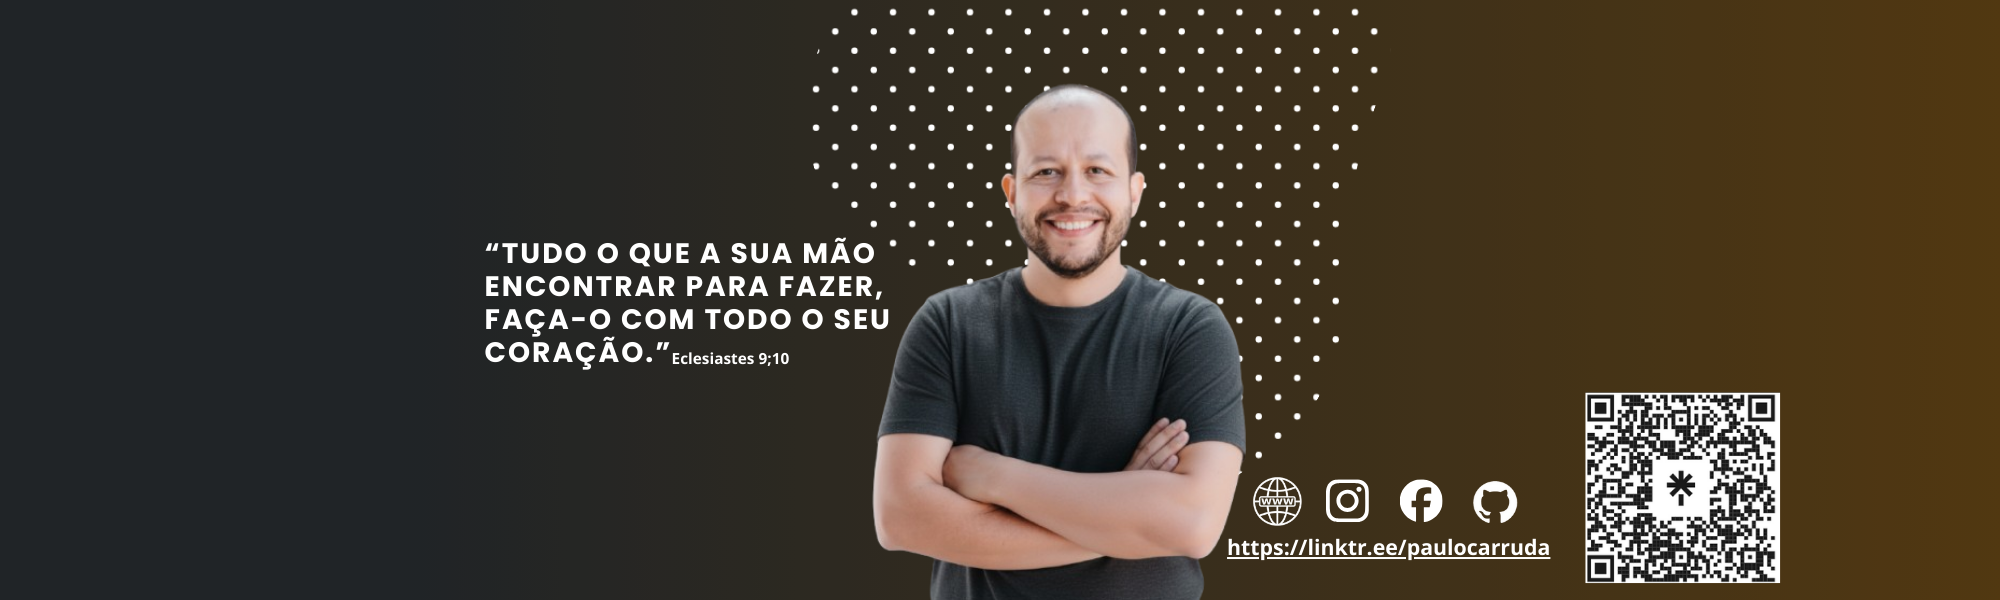 “TUDO O QUE A SUA MÃO
ENCONTRAR PARA FAZER,
FAÇA-O COM TODO O SEU
CORAÇÃO.” Eclesiastes 9;10
WWW
https://linktr.ee/paulocarruda